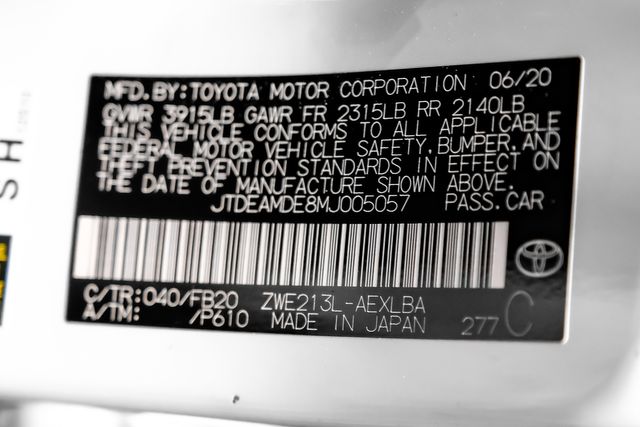 MFD.BY:TOYOTA MOTOR CORPORATION 06/20
GVWR 3915LB GAWR FR 2315LB RR 2140LB
THIS VEHICLE CONFORMS TO ALL APPLICABLE
FEDERAL MOTOR VEHICLE SAFETY,BUMPER,AND
THEFT PREVENTION STANDARDS IN EFFECT ON
THE DATE OF MANUFACTURE SHOWN ABOVE.
JTDEAMDE8MJ005057 PASS.CAR
C/TR:040/FB20 ZWE213L-AEXLBA
A/TM: /P610 MADE IN JAPAN 277 C
SH